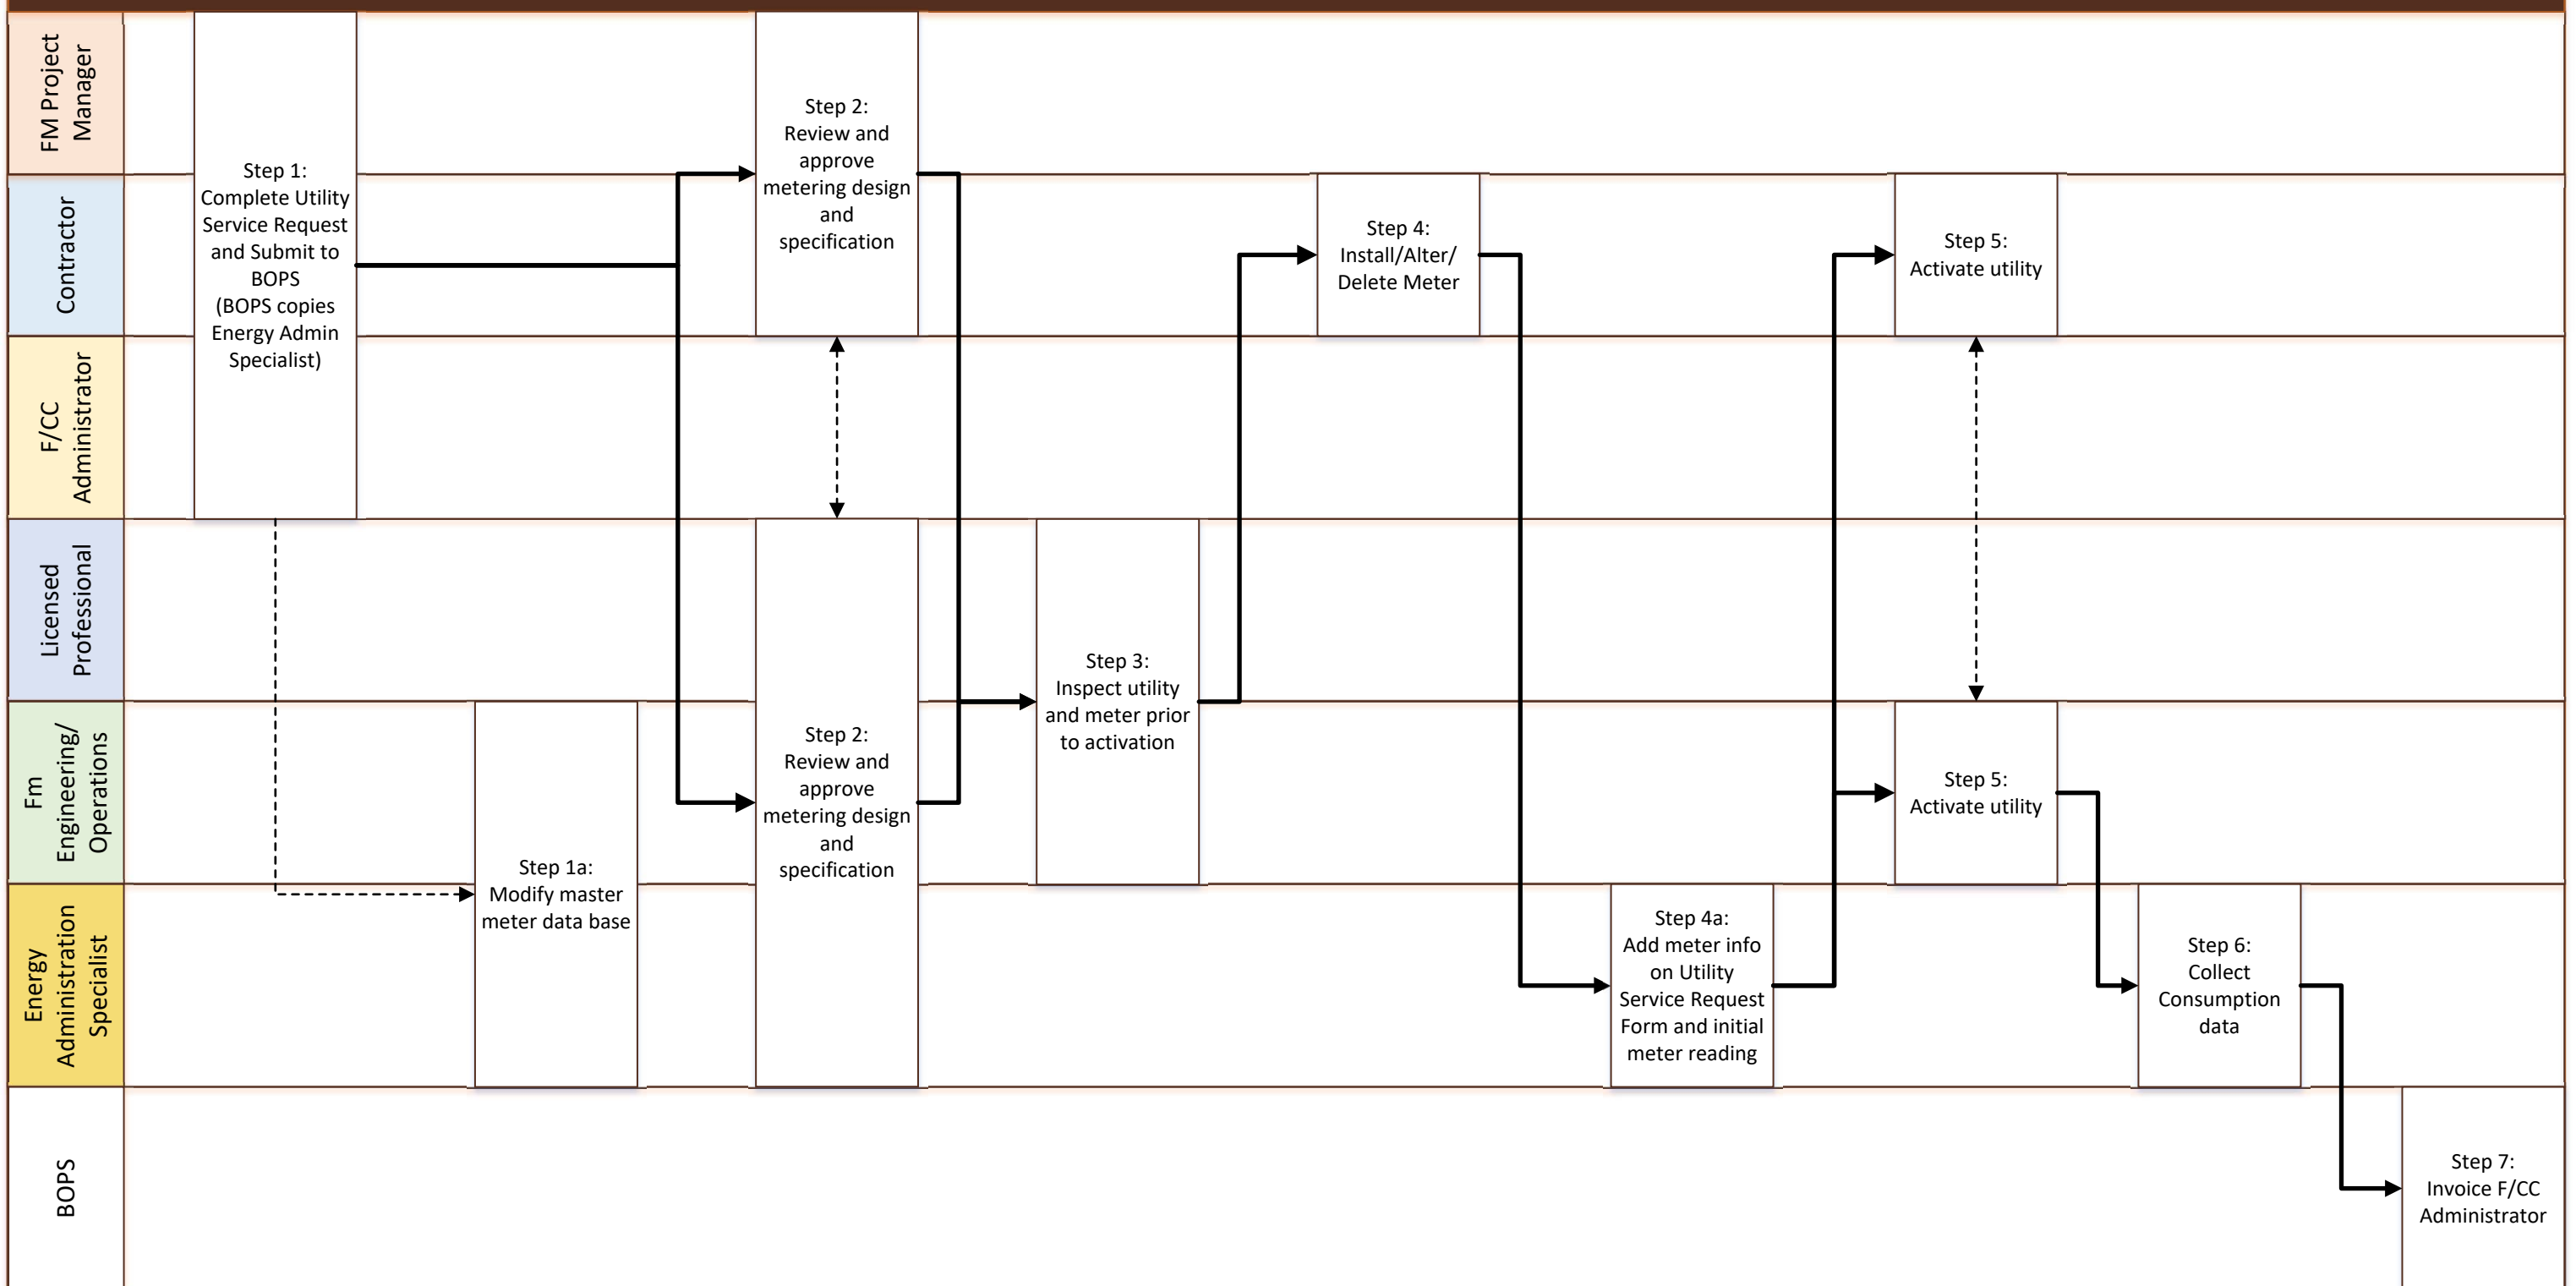 FM Project
Manager
Contractor
F/CC
Administrator
Licensed
Professional
Fm
Engineering/
Operations
Energy
Administration
Specialist
BOPS
Step 1:
Complete Utility
Service Request
and Submit to
BOPS
(BOPS copies
Energy Admin
Specialist)
Step 1a:
Modify master
meter data base
Step 2:
Review and
approve
metering design
and
specification
Step 2:
Review and
approve
metering design
and
specification
Step 3:
Inspect utility
and meter prior
to activation
Step 4:
Install/Alter/
Delete Meter
Step 4a:
Add meter info
on Utility
Service Request
Form and initial
meter reading
Step 5:
Activate utility
Step 5:
Activate utility
Step 6:
Collect
Consumption
data
Step 7:
Invoice F/CC
Administrator